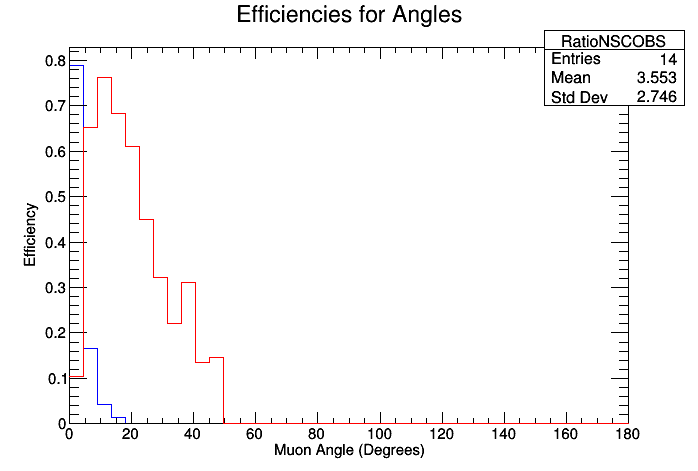 Efficiencies for Angles
RatioNSCOBS
Entries 14
Mean 3.553
Std Dev 2.746
0.8
0.7
0.6
0.5
0.4
0.3
0.2
0.1
0
Efficiency
0 20 40 60 80 100 120 140 160 180
Muon Angle (Degrees)